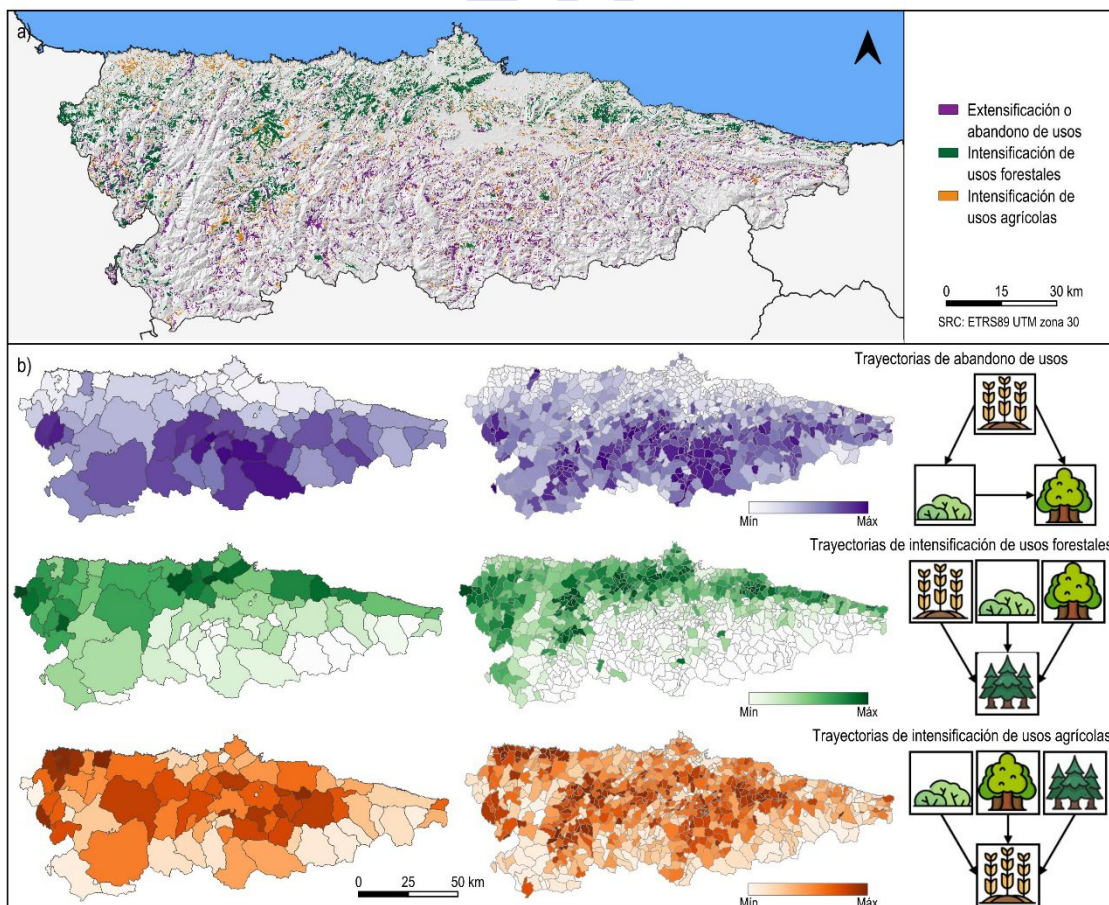 a)
Extensificación o
abandono de usos
Intensificación de
usos forestales
Intensificación de
usos agrícolas
0 15 30 km
SRC: ETRS89 UTM zona 30
b)
Trayectorias de abandono de usos
Mín Máx
Trayectorias de intensificación de usos forestales
Mín Máx
Trayectorias de intensificación de usos agrícolas
0 25 50 km
Mín Máx